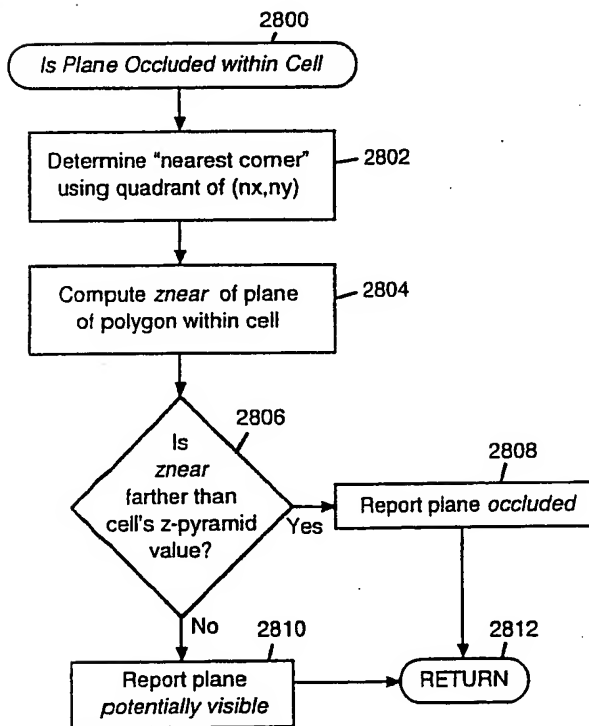 2800
Is Plane Occluded within Cell
Determine "nearest corner"
using quadrant of (nx,ny)
2802
Compute znear of plane
of polygon within cell
2804
2806
Is
znear
farther than
cell's z-pyramid
value?
Yes
2808
Report plane occluded
No
2810
Report plane
potentially visible
2812
RETURN